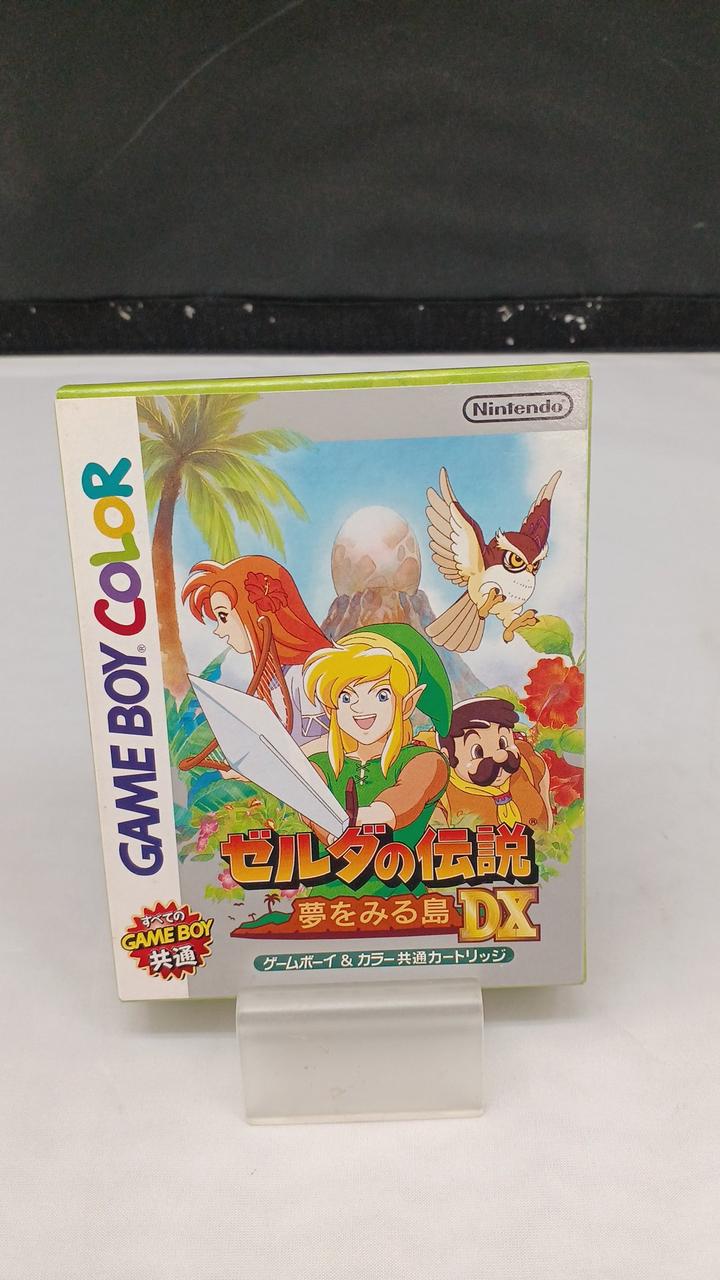 Nintendo
GAME BOY COLOR
ゼルダの伝説
夢をみる島 DX
ゲームボーイ & カラー共通カートリッジ
すべての
GAME BOY
共通